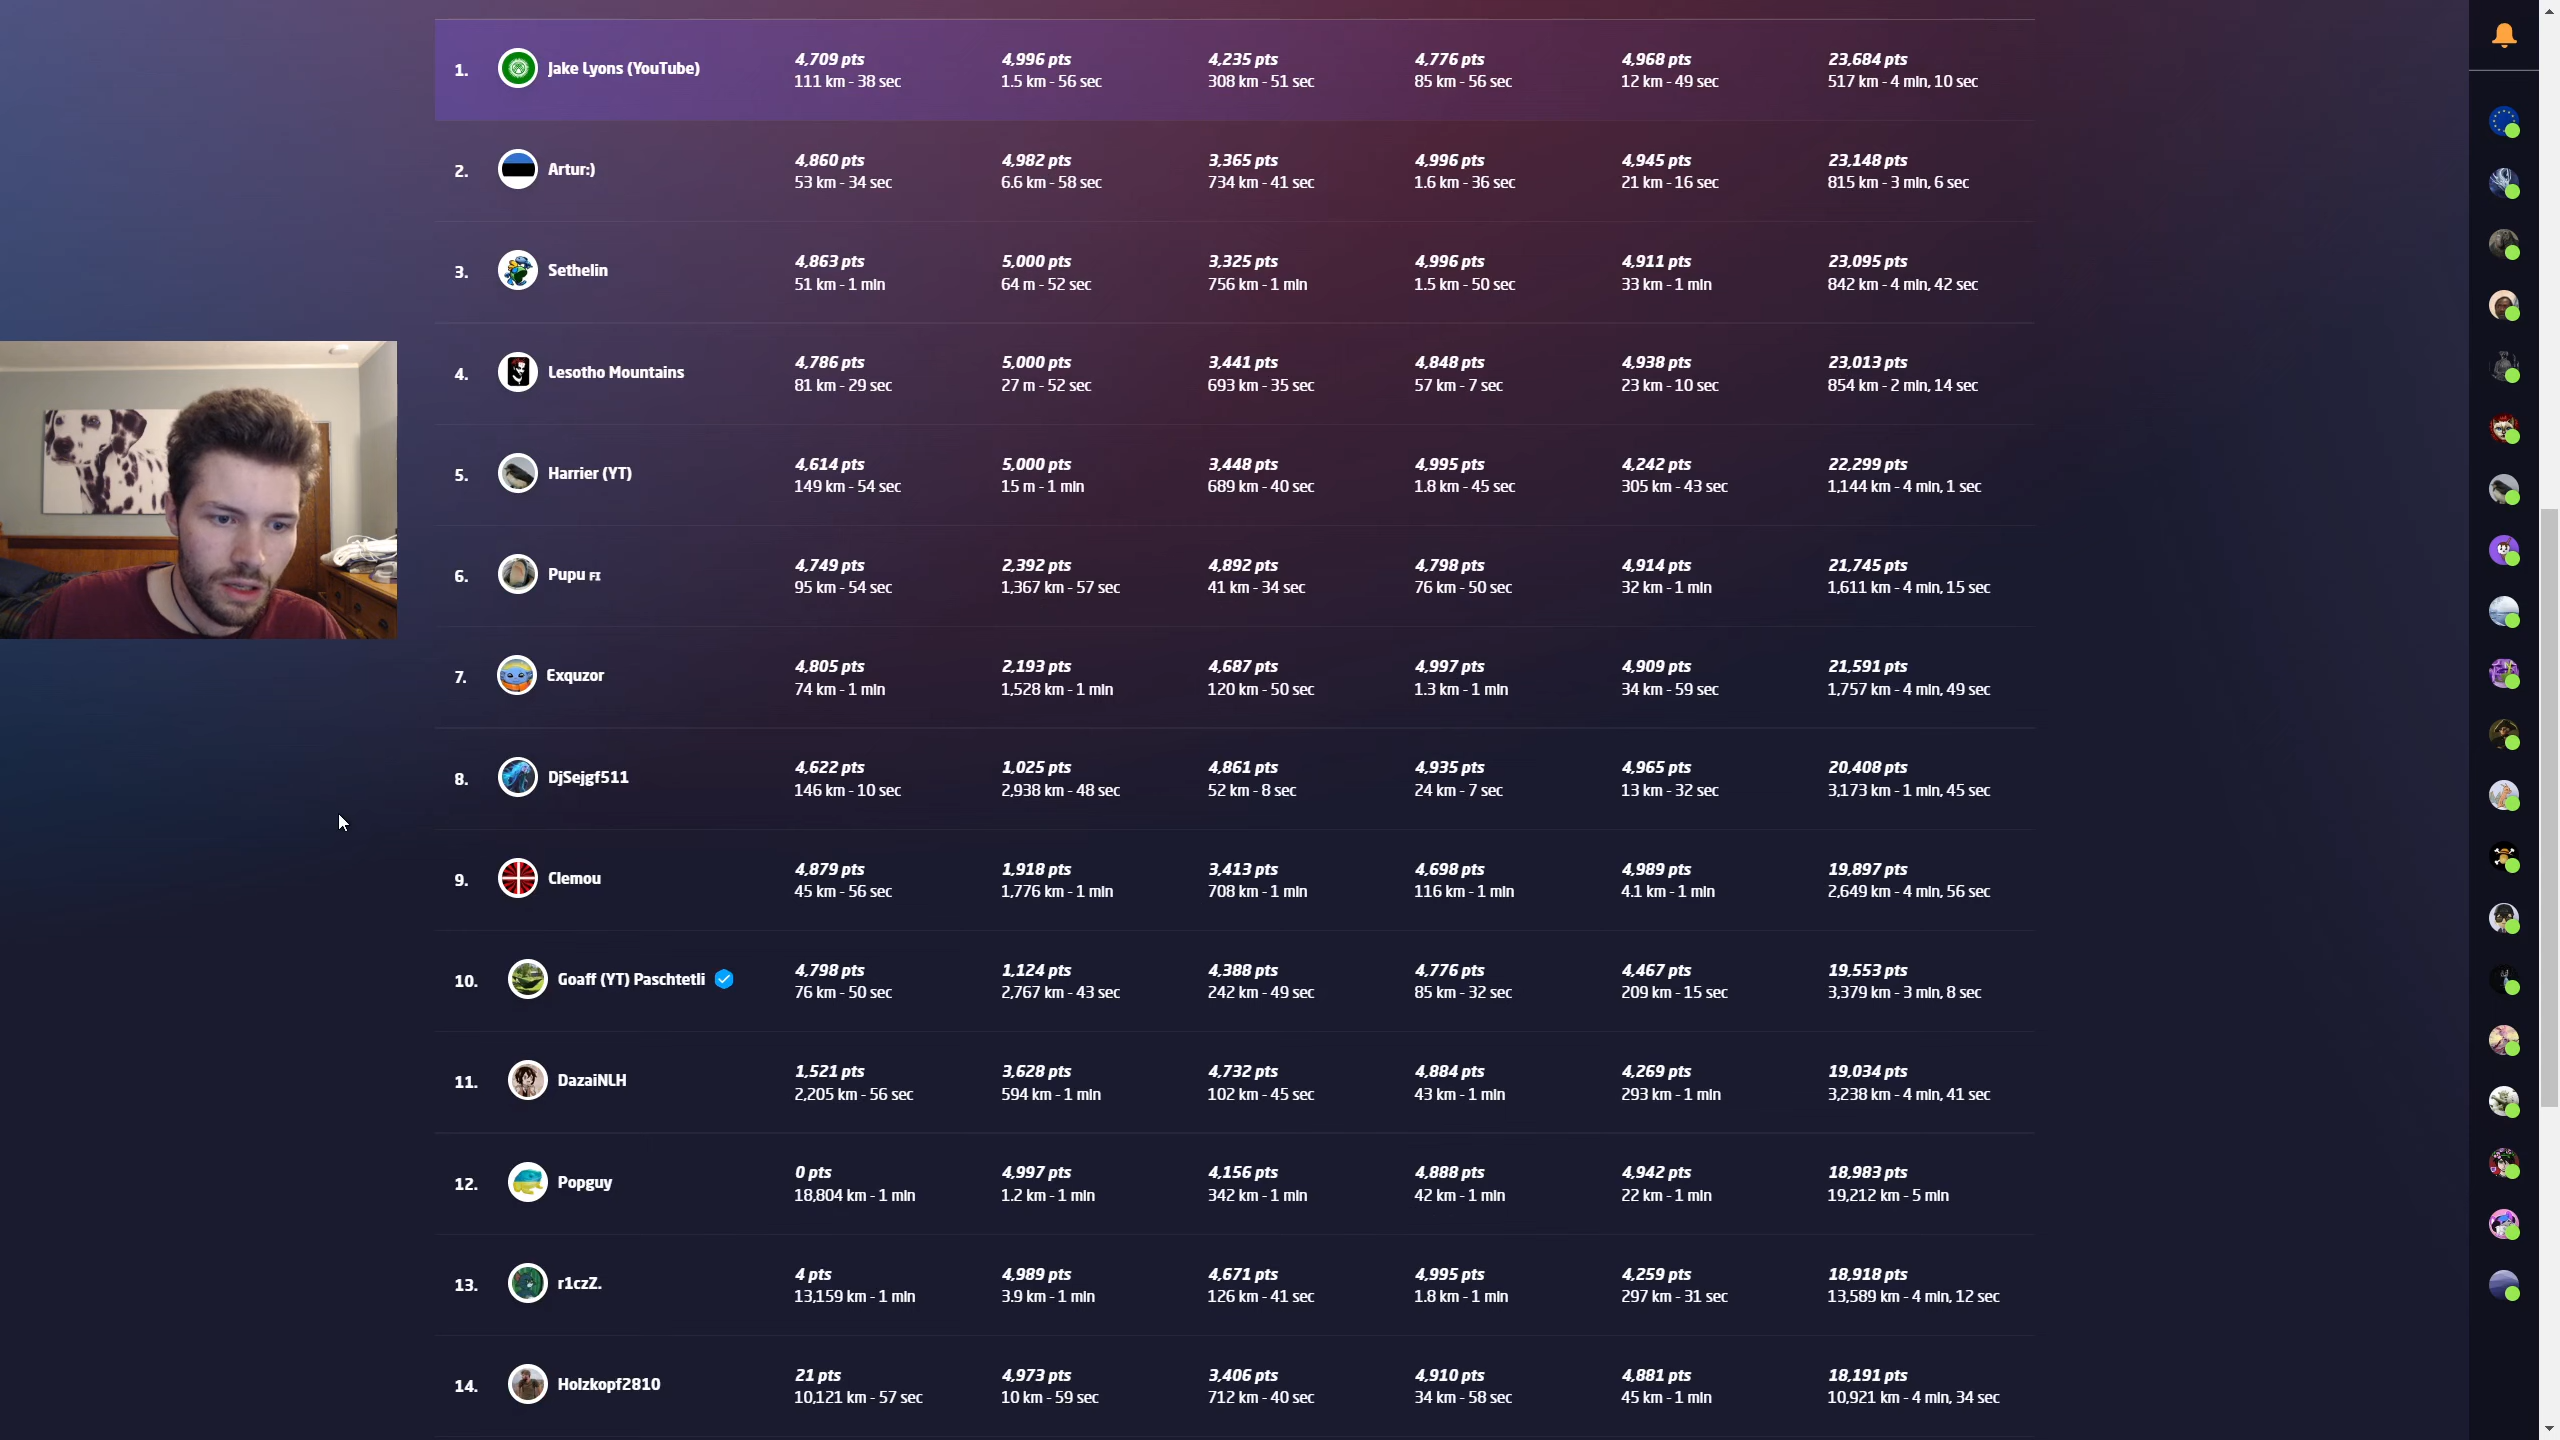 1. Jake Lyons (YouTube) 4,709 pts 4,996 pts 4,235 pts 4,776 pts 4,968 pts 23,684 pts
111 km - 38 sec 1.5 km - 56 sec 308 km - 51 sec 85 km - 56 sec 12 km - 49 sec 517 km - 4 min, 10 sec
2. Artur:) 4,860 pts 4,982 pts 3,365 pts 4,996 pts 4,945 pts 23,148 pts
53 km - 34 sec 6.6 km - 58 sec 734 km - 41 sec 1.6 km - 36 sec 21 km - 16 sec 815 km - 3 min, 6 sec
3. Sethelin 4,863 pts 5,000 pts 3,325 pts 4,996 pts 4,911 pts 23,095 pts
51 km - 1 min 64 m - 52 sec 756 km - 1 min 1.5 km - 50 sec 33 km - 1 min 842 km - 4 min, 42 sec
4. Lesotho Mountains 4,786 pts 5,000 pts 3,441 pts 4,848 pts 4,938 pts 23,013 pts
81 km - 29 sec 27 m - 52 sec 693 km - 35 sec 57 km - 7 sec 23 km - 10 sec 854 km - 2 min, 14 sec
5. Harrier (YT) 4,614 pts 5,000 pts 3,448 pts 4,995 pts 4,242 pts 22,299 pts
149 km - 54 sec 15 m - 1 min 689 km - 40 sec 1.8 km - 45 sec 305 km - 43 sec 1,144 km - 4 min, 1 sec
6. Pupu FI 4,749 pts 2,392 pts 4,892 pts 4,798 pts 4,914 pts 21,745 pts
95 km - 54 sec 1,367 km - 57 sec 41 km - 34 sec 76 km - 50 sec 32 km - 1 min 1,611 km - 4 min, 15 sec
7. Exquzor 4,805 pts 2,193 pts 4,687 pts 4,997 pts 4,909 pts 21,591 pts
74 km - 1 min 1,528 km - 1 min 120 km - 50 sec 1.3 km - 1 min 34 km - 59 sec 1,757 km - 4 min, 49 sec
8. DjSejgf511 4,622 pts 1,025 pts 4,861 pts 4,935 pts 4,965 pts 20,408 pts
146 km - 10 sec 2,938 km - 48 sec 52 km - 8 sec 24 km - 7 sec 13 km - 32 sec 3,173 km - 1 min, 45 sec
9. Clemou 4,879 pts 1,918 pts 3,413 pts 4,698 pts 4,989 pts 19,897 pts
45 km - 56 sec 1,776 km - 1 min 708 km - 1 min 116 km - 1 min 4.1 km - 1 min 2,649 km - 4 min, 56 sec
10. Goaff (YT) Paschtetli 4,798 pts 1,124 pts 4,388 pts 4,776 pts 4,467 pts 19,553 pts
76 km - 50 sec 2,767 km - 43 sec 242 km - 49 sec 85 km - 32 sec 209 km - 15 sec 3,379 km - 3 min, 8 sec
11. DazaiNLH 1,521 pts 3,628 pts 4,732 pts 4,884 pts 4,269 pts 19,034 pts
2,205 km - 56 sec 594 km - 1 min 102 km - 45 sec 43 km - 1 min 293 km - 1 min 3,238 km - 4 min, 41 sec
12. Popguy 0 pts 4,997 pts 4,156 pts 4,888 pts 4,942 pts 18,983 pts
18,804 km - 1 min 1.2 km - 1 min 342 km - 1 min 42 km - 1 min 22 km - 1 min 19,212 km - 5 min
13. r1czZ. 4 pts 4,989 pts 4,671 pts 4,995 pts 4,259 pts 18,918 pts
13,159 km - 1 min 3.9 km - 1 min 126 km - 41 sec 1.8 km - 1 min 297 km - 31 sec 13,589 km - 4 min, 12 sec
14. Holzkopf2810 21 pts 4,973 pts 3,406 pts 4,910 pts 4,881 pts 18,191 pts
10,121 km - 57 sec 10 km - 59 sec 712 km - 40 sec 34 km - 58 sec 45 km - 1 min 10,921 km - 4 min, 34 sec